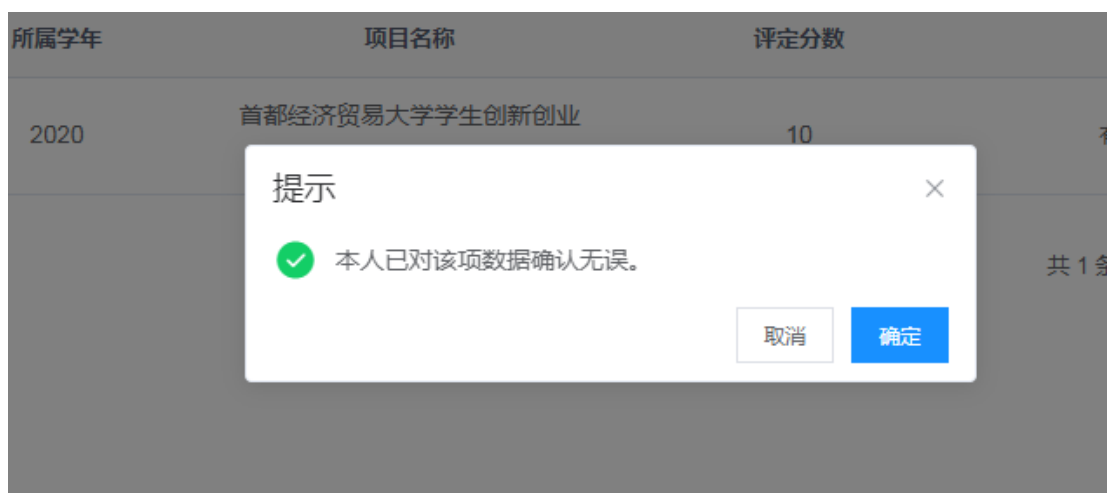 所属学年 项目名称 评定分数
首都经济贸易大学学生创新创业
2020 10
提示
本人已对该项数据确认无误。
共 1
取消 确定